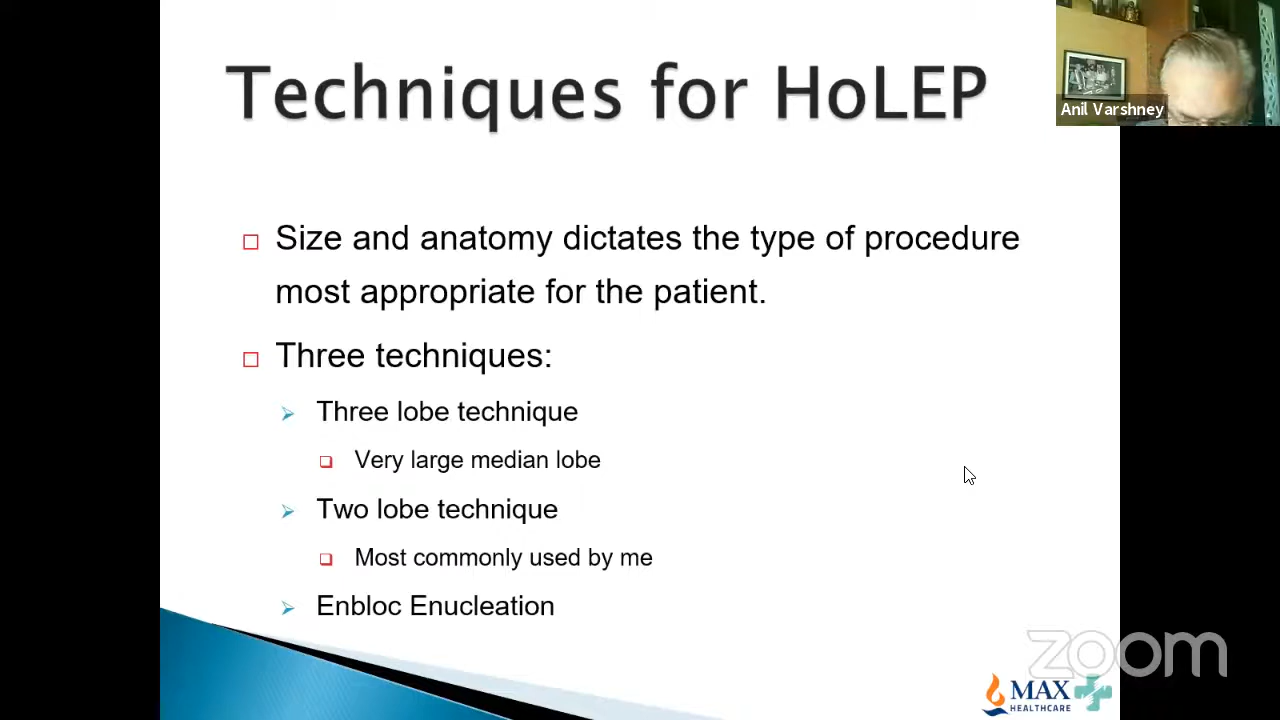 Techniques for HoLEP
Anil Varshney
Size and anatomy dictates the type of procedure
most appropriate for the patient.
Three techniques:
Three lobe technique
Very large median lobe
Two lobe technique
Most commonly used by me
Enbloc Enucleation
zoom
MAX
HEALTHCARE